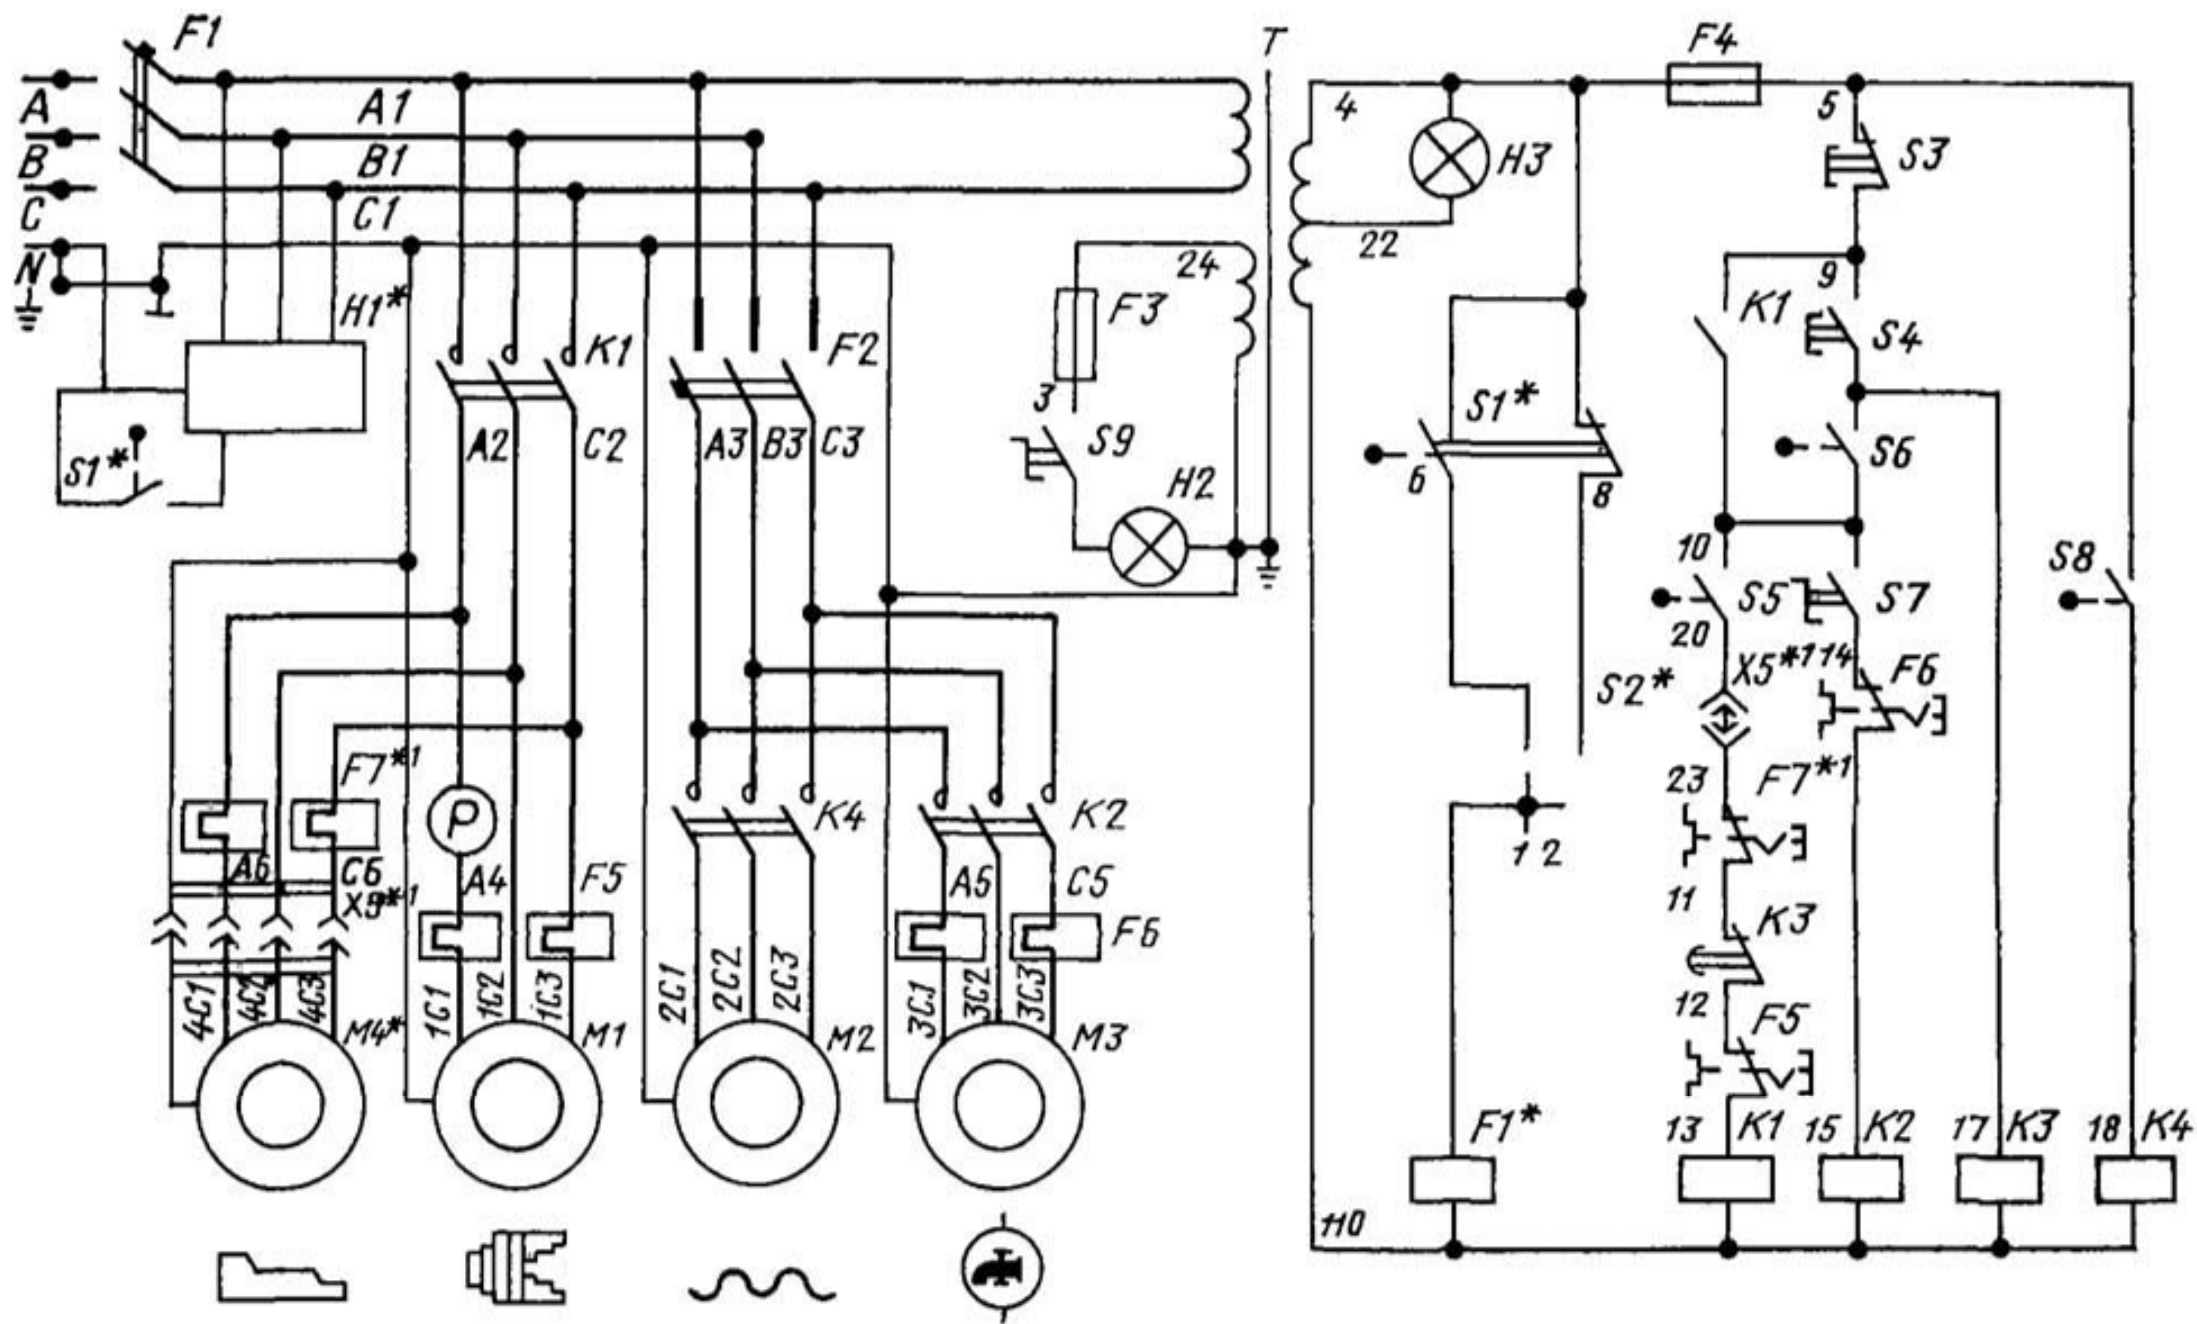 F1
T
F4
A
A1
4
5
B
B1
H3
S3
C
C1
22
N
24
9
H1*
F3
K1
S4
K1
F2
3
S1*
A2
C2
A3
B3
C3
S9
S6
S1*
H2
6
8
10
S8
S5
S7
20
X5*1
14
F6
S2*
F7*1
23
F7*1
P
K4
K2
1 2
A6
C6
A4
F5
A5
C5
11
K3
X9*1
F6
4C1
4C2
4C3
1C1
1C2
1C3
2C1
2C2
2C3
3C1
3C2
3C3
12
F5
M4*
M1
M2
M3
F1*
13
K1
15
K2
17
K3
18
K4
110